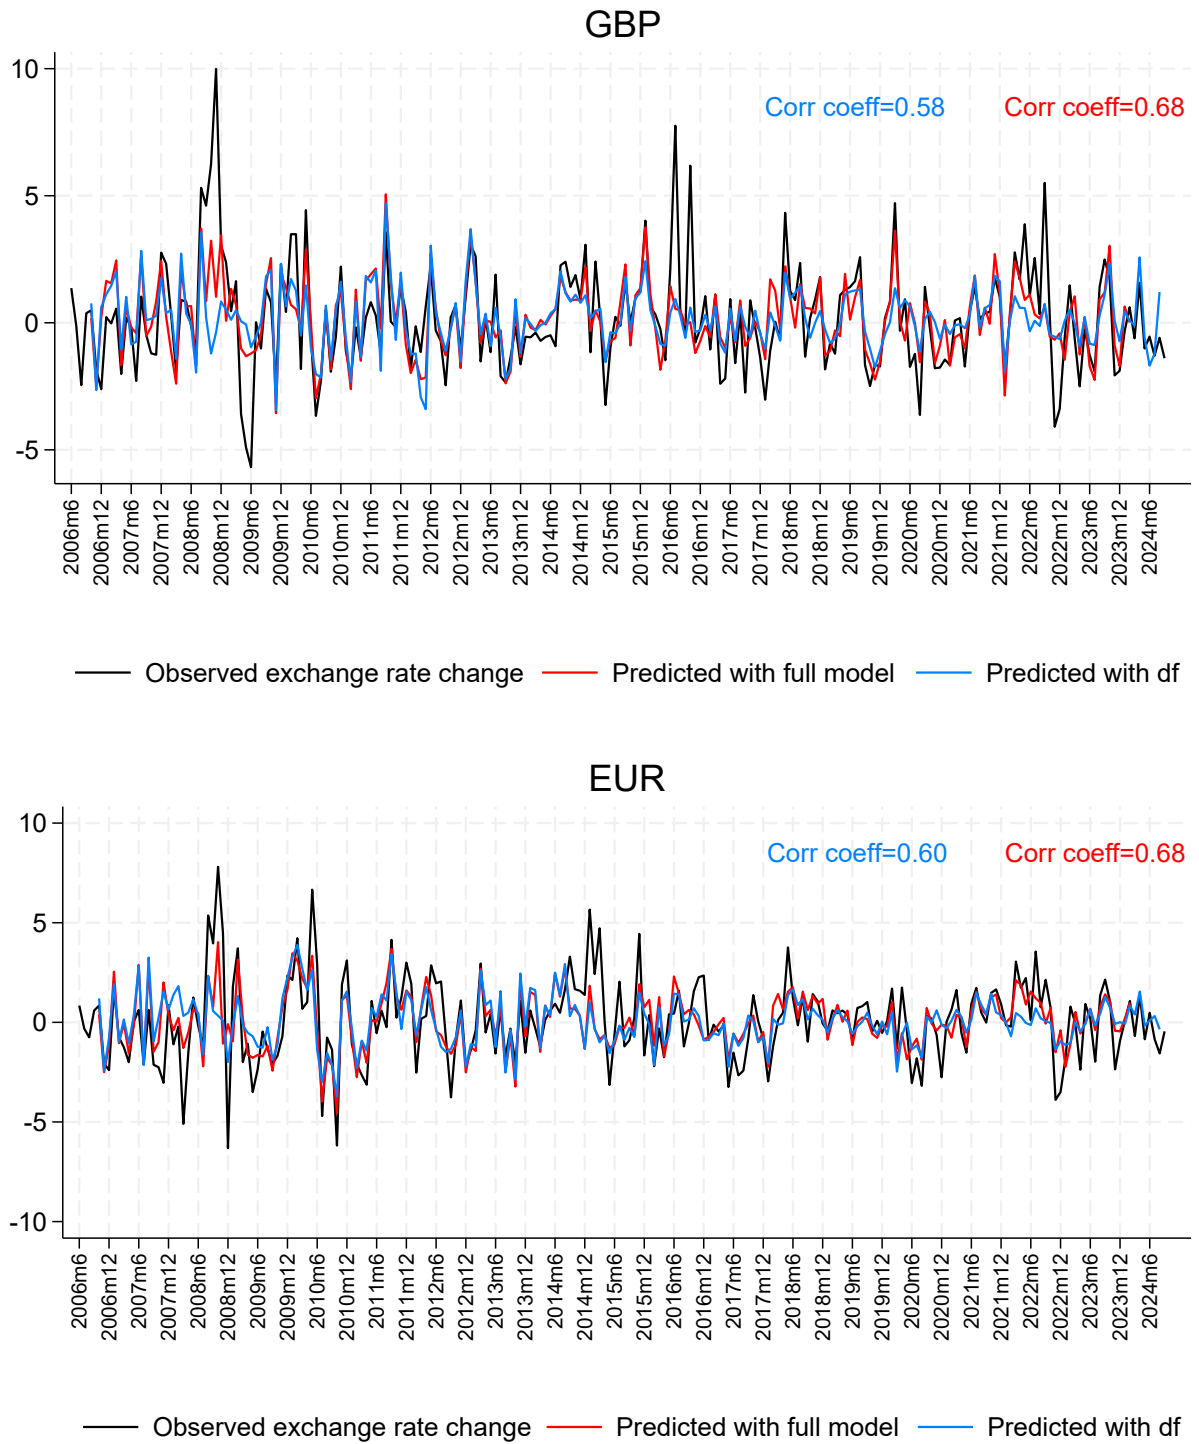 GBP
10
5
0
-5
Corr coeff=0.58 Corr coeff=0.68
2006m6 2006m12 2007m6 2007m12 2008m6 2008m12 2009m6 2009m12 2010m6 2010m12 2011m6 2011m12 2012m6 2012m12 2013m6 2013m12 2014m6 2014m12 2015m6 2015m12 2016m6 2016m12 2017m6 2017m12 2018m6 2018m12 2019m6 2019m12 2020m6 2020m12 2021m6 2021m12 2022m6 2022m12 2023m6 2023m12 2024m6
Observed exchange rate change Predicted with full model Predicted with df
EUR
10
5
0
-5
-10
Corr coeff=0.60 Corr coeff=0.68
2006m6 2006m12 2007m6 2007m12 2008m6 2008m12 2009m6 2009m12 2010m6 2010m12 2011m6 2011m12 2012m6 2012m12 2013m6 2013m12 2014m6 2014m12 2015m6 2015m12 2016m6 2016m12 2017m6 2017m12 2018m6 2018m12 2019m6 2019m12 2020m6 2020m12 2021m6 2021m12 2022m6 2022m12 2023m6 2023m12 2024m6
Observed exchange rate change Predicted with full model Predicted with df